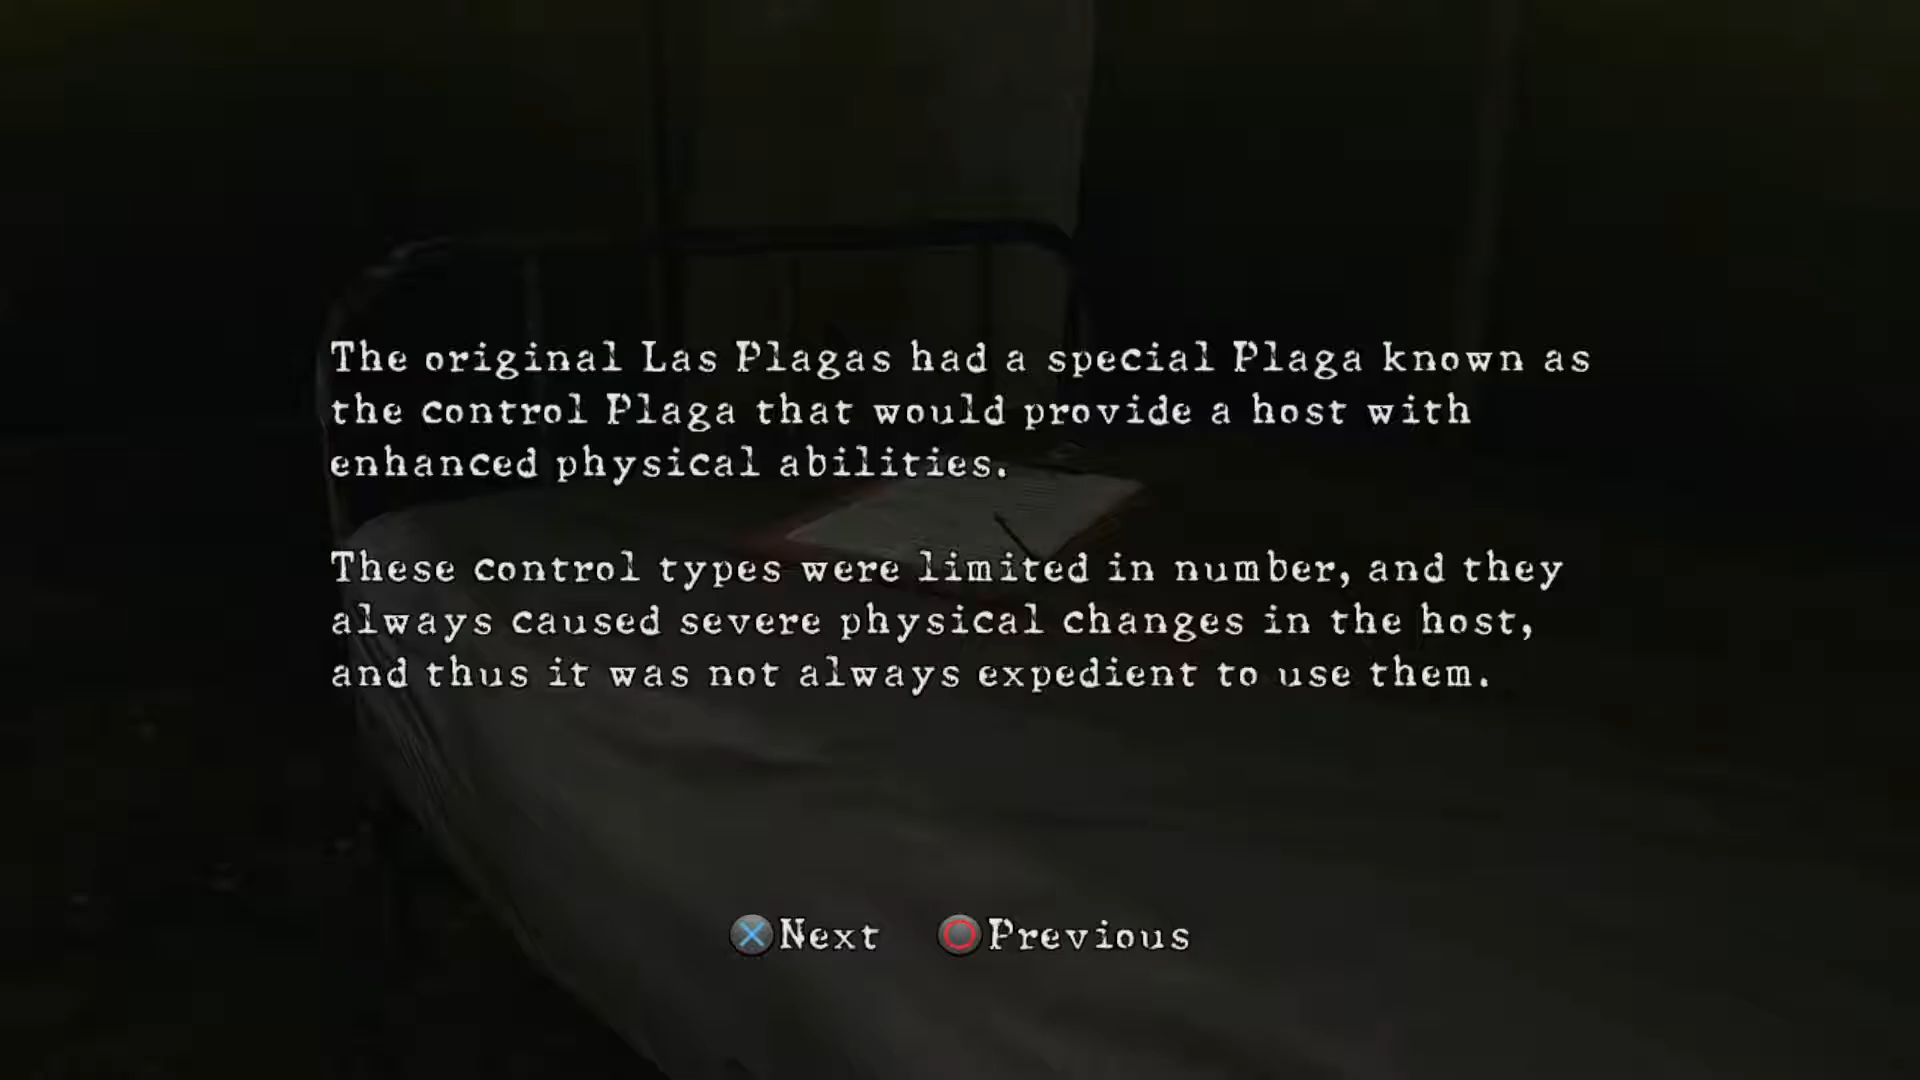 The original Las Plagas had a special Plaga known as
the control Plaga that would provide a host with
enhanced physical abilities.
These control types were limited in number, and they
always caused severe physical changes in the host,
and thus it was not always expedient to use them.
Next Previous